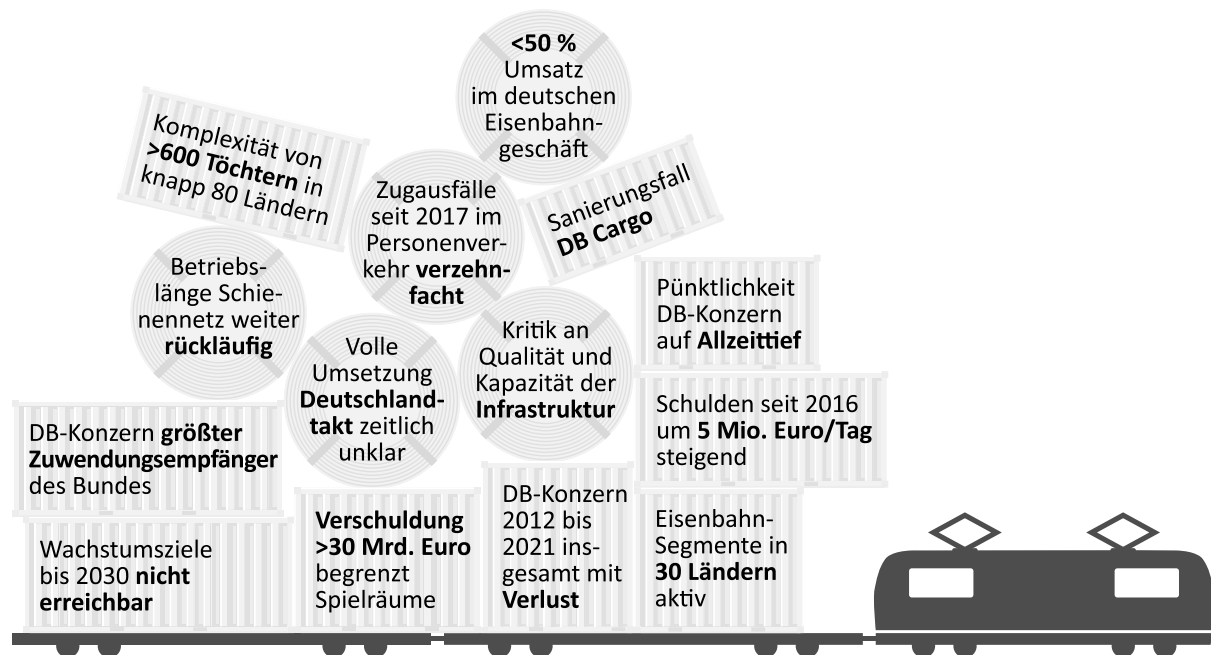 <50 %
Umsatz
im deutschen
Eisenbahn-
geschäft
Komplexität von
>600 Töchtern in
knapp 80 Ländern
Zugausfälle
seit 2017 im
Personenver-
kehr verzehn-
facht
Sanierungsfall
DB Cargo
Betriebs-
länge Schie-
nennetz weiter
rückläufig
Volle
Umsetzung
Deutschland-
takt zeitlich
unklar
Kritik an
Qualität und
Kapazität der
Infrastruktur
Pünktlichkeit
DB-Konzern
auf Allzeittief
DB-Konzern größter
Zuwendungsempfänger
des Bundes
Schulden seit 2016
um 5 Mio. Euro/Tag
steigend
Wachstumsziele
bis 2030 nicht
erreichbar
Verschuldung
>30 Mrd. Euro
begrenzt
Spielräume
DB-Konzern
2012 bis
2021 ins-
gesamt mit
Verlust
Eisenbahn-
Segmente in
30 Ländern
aktiv